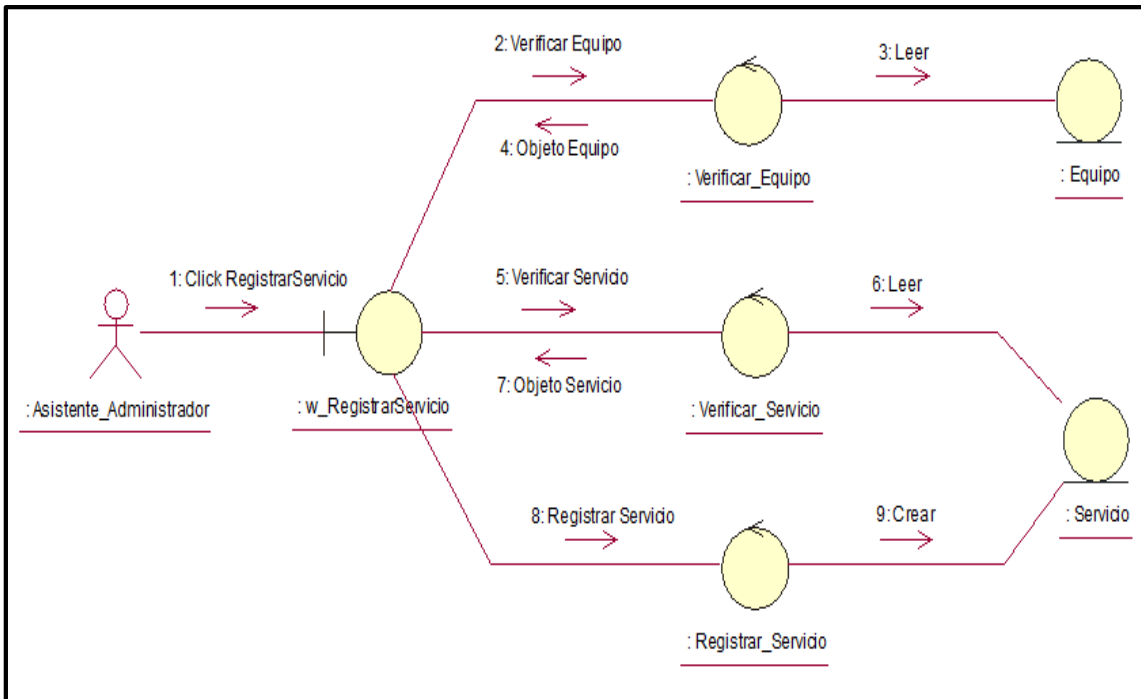 2: Verificar Equipo
3: Leer
4: Objeto Equipo
: Verificar_Equipo
: Equipo
1: Click RegistrarServicio
5: Verificar Servicio
6: Leer
7: Objeto Servicio
: Asistente_Administrador
: w_RegistrarServicio
: Verificar_Servicio
8: Registrar Servicio
9: Crear
: Servicio
: Registrar_Servicio